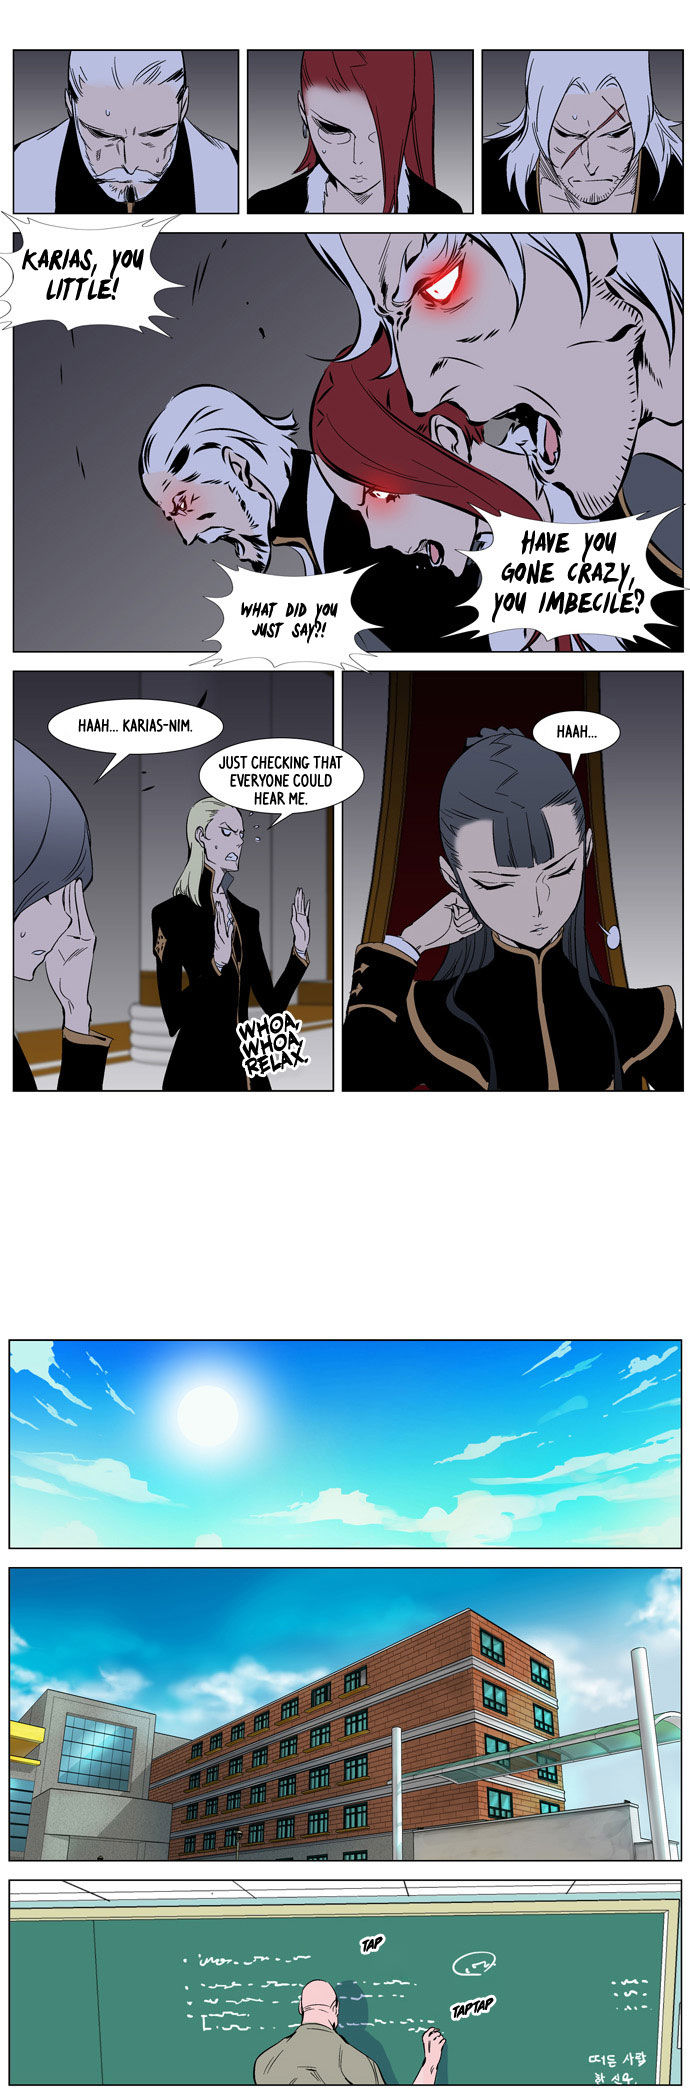 KARIAS, YOU
LITTLE!
HAVE YOU
GONE CRAZY,
YOU IMBECILE?
WHAT DID YOU
JUST SAY?!
HAAH... KARIAS-NIM.
JUST CHECKING THAT
EVERYONE COULD
HEAR ME.
WHOA,
WHOA,
RELAX.
HAAH...
TAP
TAPTAP
떠든 사람